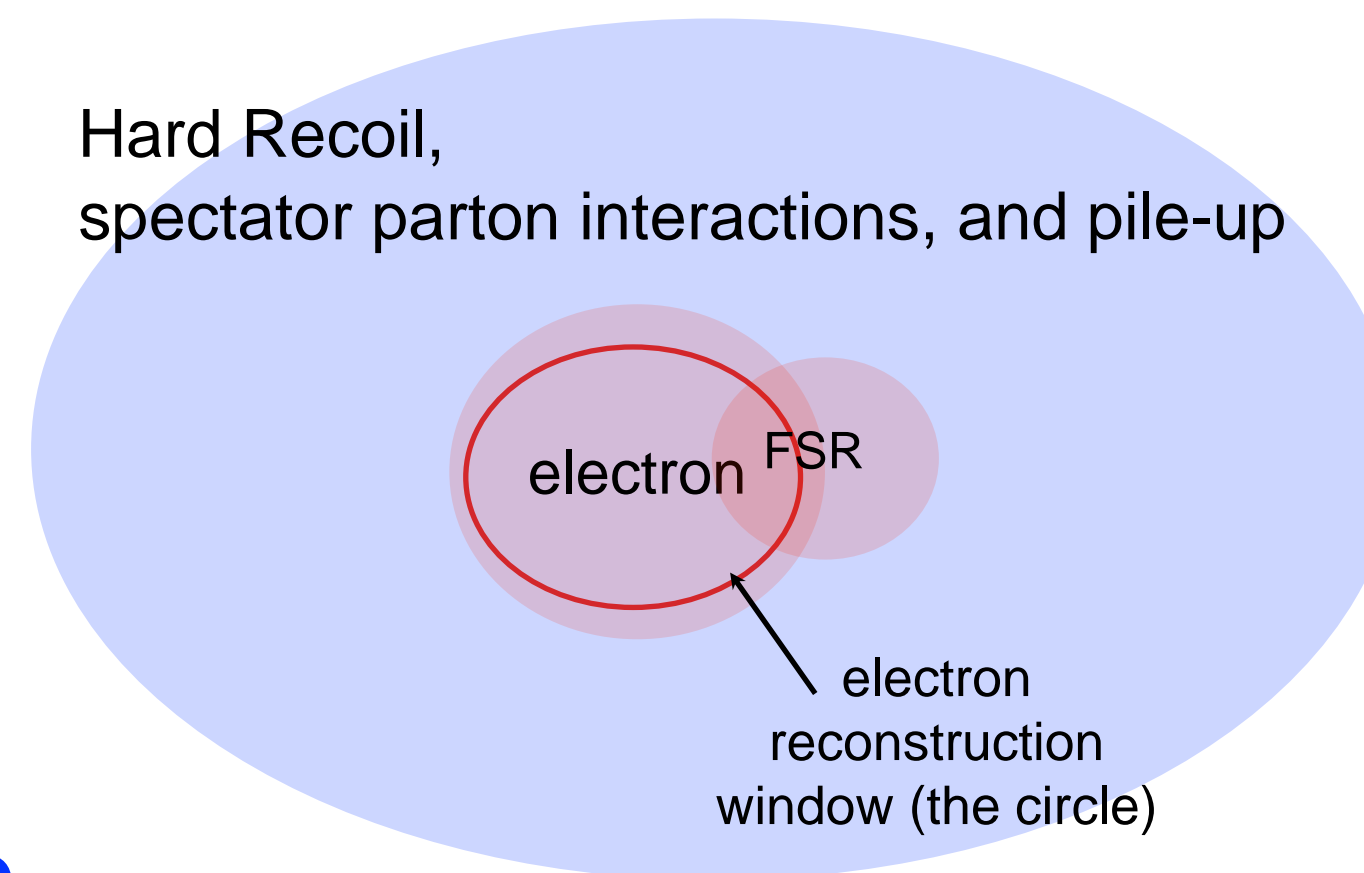 Hard Recoil,
spectator parton interactions, and pile-up
electron
FSR
electron
reconstruction
window (the circle)